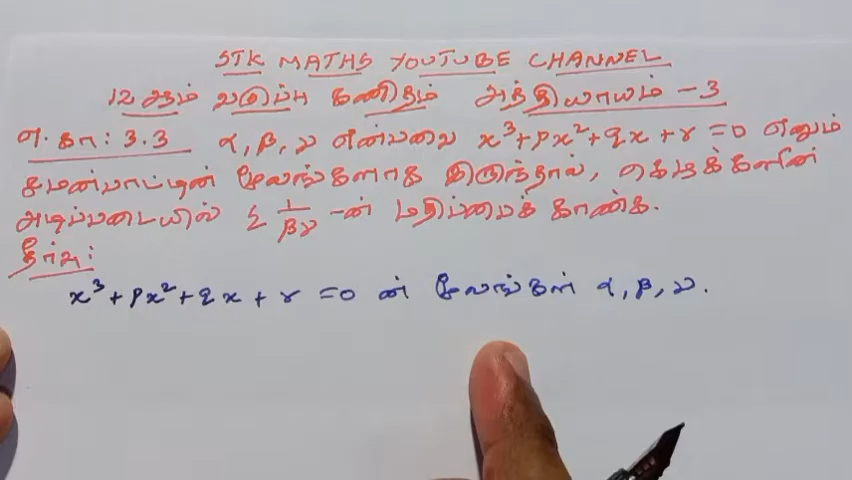 STK MATHS YOUTUBE CHANNEL
12 ஆம் வகுப்பு கணிதம் அத்தியாயம் - 3
எ.கா: 3.3 α, β, γ என்பவை x³+px²+qx+r=0 எனும்
சமன்பாட்டின் மூலங்களாக இருந்தால், கெழுக்களின்
அடிப்படையில் Σ 1/βγ -ன் மதிப்பைக் காண்க.
தீர்வு:
x³+px²+qx+r=0 ன் மூலங்கள் α, β, γ.